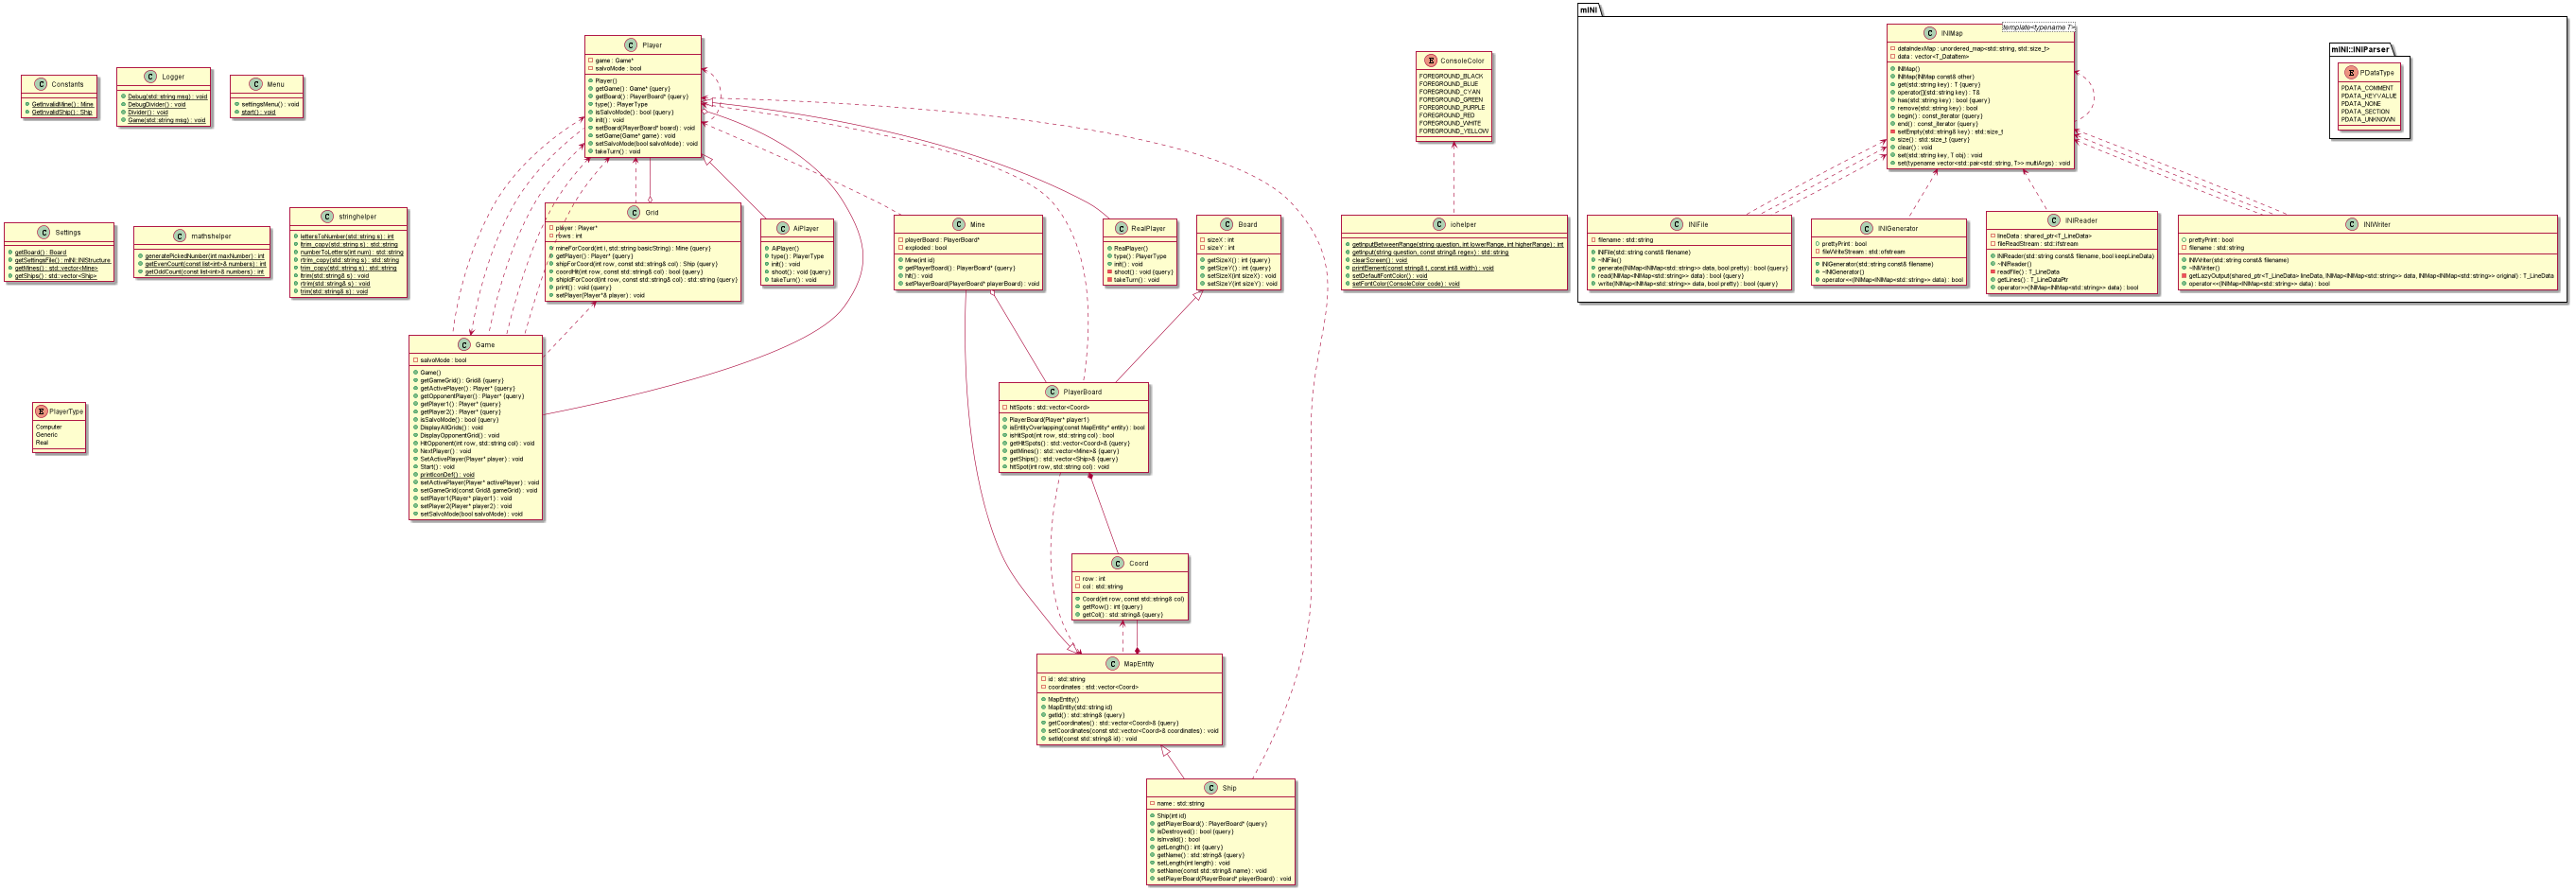 mINI
template<typename T>
C INIMap
dataIndexMap : unordered_map<std::string, std::size_t>
data : vector<T_DataItem>
INIMap()
INIMap(INIMap const& other)
get(std::string key) : T {query}
operator[](std::string key) : T&
has(std::string key) : bool {query}
remove(std::string key) : bool
begin() : const_iterator {query}
end() : const_iterator {query}
setEmpty(std::string& key) : std::size_t
size() : std::size_t {query}
clear() : void
set(std::string key, T obj) : void
set(typename vector<std::pair<std::string, T>> multiArgs) : void
mINI::INIParser
E PDataType
PDATA_COMMENT
PDATA_KEYVALUE
PDATA_NONE
PDATA_SECTION
PDATA_UNKNOWN
C Player
game : Game*
salvoMode : bool
Player()
getGame() : Game* {query}
getBoard() : PlayerBoard* {query}
type() : PlayerType
isSalvoMode() : bool {query}
init() : void
setBoard(PlayerBoard* board) : void
setGame(Game* game) : void
setSalvoMode(bool salvoMode) : void
takeTurn() : void
E ConsoleColor
FOREGROUND_BLACK
FOREGROUND_BLUE
FOREGROUND_CYAN
FOREGROUND_GREEN
FOREGROUND_PURPLE
FOREGROUND_RED
FOREGROUND_WHITE
FOREGROUND_YELLOW
C Constants
GetInvalidMine() : Mine
GetInvalidShip() : Ship
C Logger
Debug(std::string msg) : void
DebugDivider() : void
Divider() : void
Game(std::string msg) : void
C Menu
settingsMenu() : void
start() : void
C Settings
getBoard() : Board
getSettingsFile() : mINI::INIStructure
getMines() : std::vector<Mine>
getShips() : std::vector<Ship>
C mathshelper
generatePickedNumber(int maxNumber) : int
getEvenCount(const list<int>& numbers) : int
getOddCount(const list<int>& numbers) : int
C stringhelper
lettersToNumber(std::string s) : int
ltrim_copy(std::string s) : std::string
numberToLetters(int num) : std::string
rtrim_copy(std::string s) : std::string
trim_copy(std::string s) : std::string
ltrim(std::string& s) : void
rtrim(std::string& s) : void
trim(std::string& s) : void
C Grid
player : Player*
rows : int
mineForCoord(int i, std::string basicString) : Mine {query}
getPlayer() : Player* {query}
shipForCoord(int row, const std::string& col) : Ship {query}
coordHit(int row, const std::string& col) : bool {query}
shipIdForCoord(int row, const std::string& col) : std::string {query}
print() : void {query}
setPlayer(Player*& player) : void
C AiPlayer
AiPlayer()
type() : PlayerType
init() : void
shoot() : void {query}
takeTurn() : void
C Mine
playerBoard : PlayerBoard*
exploded : bool
Mine(int id)
getPlayerBoard() : PlayerBoard* {query}
hit() : void
setPlayerBoard(PlayerBoard* playerBoard) : void
C RealPlayer
RealPlayer()
type() : PlayerType
init() : void
shoot() : void {query}
takeTurn() : void
C Board
sizeX : int
sizeY : int
getSizeX() : int {query}
getSizeY() : int {query}
setSizeX(int sizeX) : void
setSizeY(int sizeY) : void
C iohelper
getInputBetweenRange(string question, int lowerRange, int higherRange) : int
getInput(string question, const string& regex) : std::string
clearScreen() : void
printElement(const string& t, const int& width) : void
setDefaultFontColor() : void
setFontColor(ConsoleColor code) : void
C INIFile
filename : std::string
INIFile(std::string const& filename)
~INIFile()
generate(INIMap<INIMap<std::string>> data, bool pretty) : bool {query}
read(INIMap<INIMap<std::string>> data) : bool {query}
write(INIMap<INIMap<std::string>> data, bool pretty) : bool {query}
C INIGenerator
prettyPrint : bool
fileWriteStream : std::ofstream
INIGenerator(std::string const& filename)
~INIGenerator()
operator<<(INIMap<INIMap<std::string>> data) : bool
C INIReader
lineData : shared_ptr<T_LineData>
fileReadStream : std::ifstream
INIReader(std::string const& filename, bool keepLineData)
~INIReader()
readFile() : T_LineData
getLines() : T_LineDataPtr
operator>>(INIMap<INIMap<std::string>> data) : bool
C INIWriter
prettyPrint : bool
filename : std::string
INIWriter(std::string const& filename)
~INIWriter()
getLazyOutput(shared_ptr<T_LineData> lineData, INIMap<INIMap<std::string>> data, INIMap<INIMap<std::string>> original) : T_LineData
operator<<(INIMap<INIMap<std::string>> data) : bool
C Game
salvoMode : bool
Game()
getGameGrid() : Grid& {query}
getActivePlayer() : Player* {query}
getOpponentPlayer() : Player* {query}
getPlayer1() : Player* {query}
getPlayer2() : Player* {query}
isSalvoMode() : bool {query}
DisplayAllGrids() : void
DisplayOpponentGrid() : void
HitOpponent(int row, std::string col) : void
NextPlayer() : void
SetActivePlayer(Player* player) : void
Start() : void
printIconDef() : void
setActivePlayer(Player* activePlayer) : void
setGameGrid(const Grid& gameGrid) : void
setPlayer1(Player* player1) : void
setPlayer2(Player* player2) : void
setSalvoMode(bool salvoMode) : void
E PlayerType
Computer
Generic
Real
C PlayerBoard
hitSpots : std::vector<Coord>
PlayerBoard(Player* player1)
isEntityOverlapping(const MapEntity* entity) : bool
isHitSpot(int row, std::string col) : bool
getHitSpots() : std::vector<Coord>& {query}
getMines() : std::vector<Mine>& {query}
getShips() : std::vector<Ship>& {query}
hitSpot(int row, std::string col) : void
C Coord
row : int
col : std::string
Coord(int row, const std::string& col)
getRow() : int {query}
getCol() : std::string& {query}
C MapEntity
id : std::string
coordinates : std::vector<Coord>
MapEntity()
MapEntity(std::string id)
getId() : std::string& {query}
getCoordinates() : std::vector<Coord>& {query}
setCoordinates(const std::vector<Coord>& coordinates) : void
setId(const std::string& id) : void
C Ship
name : std::string
Ship(int id)
getPlayerBoard() : PlayerBoard* {query}
isDestroyed() : bool {query}
isInvalid() : bool
getLength() : int {query}
getName() : std::string& {query}
setLength(int length) : void
setName(const std::string& name) : void
setPlayerBoard(PlayerBoard* playerBoard) : void